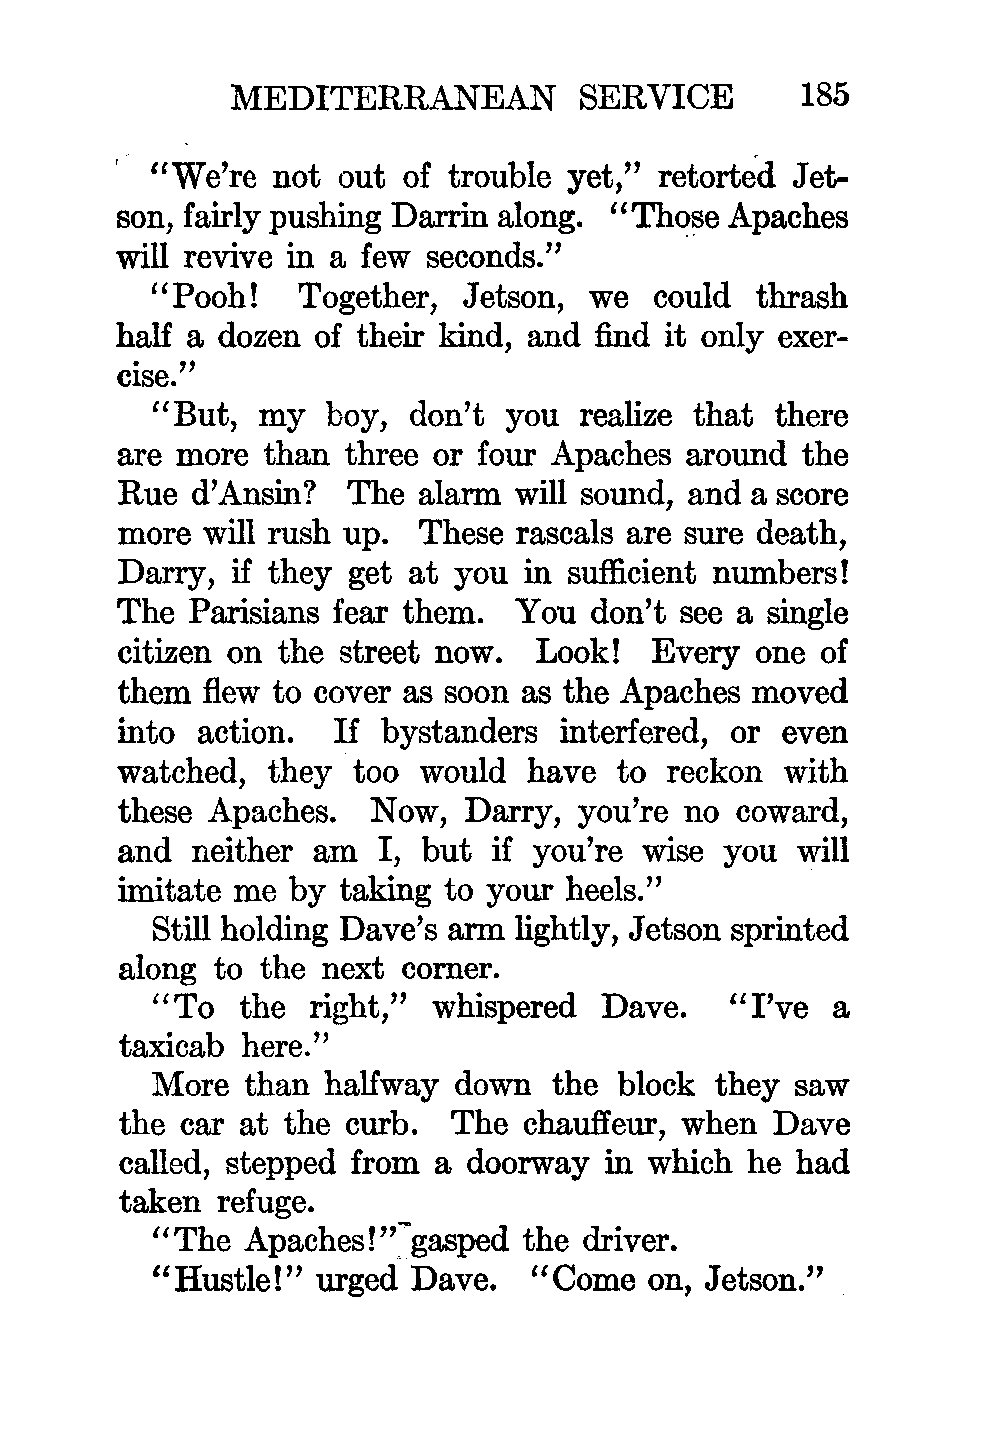 MEDITERRANEAN SERVICE 185
“We’re not out of trouble yet,” retorted Jet-
son, fairly pushing Darrin along. “Those Apaches
will revive in a few seconds.”
“Pooh! Together, Jetson, we could thrash
half a dozen of their kind, and find it only exer-
cise.”
“But, my boy, don’t you realize that there
are more than three or four Apaches around the
Rue d’Ansin? The alarm will sound, and a score
more will rush up. These rascals are sure death,
Darry, if they get at you in sufficient numbers!
The Parisians fear them. You don’t see a single
citizen on the street now. Look! Every one of
them flew to cover as soon as the Apaches moved
into action. If bystanders interfered, or even
watched, they too would have to reckon with
these Apaches. Now, Darry, you’re no coward,
and neither am I, but if you’re wise you will
imitate me by taking to your heels.”
Still holding Dave’s arm lightly, Jetson sprinted
along to the next corner.
“To the right,” whispered Dave. “I’ve a
taxicab here.”
More than halfway down the block they saw
the car at the curb. The chauffeur, when Dave
called, stepped from a doorway in which he had
taken refuge.
“The Apaches!” gasped the driver.
“Hustle!” urged Dave. “Come on, Jetson.”